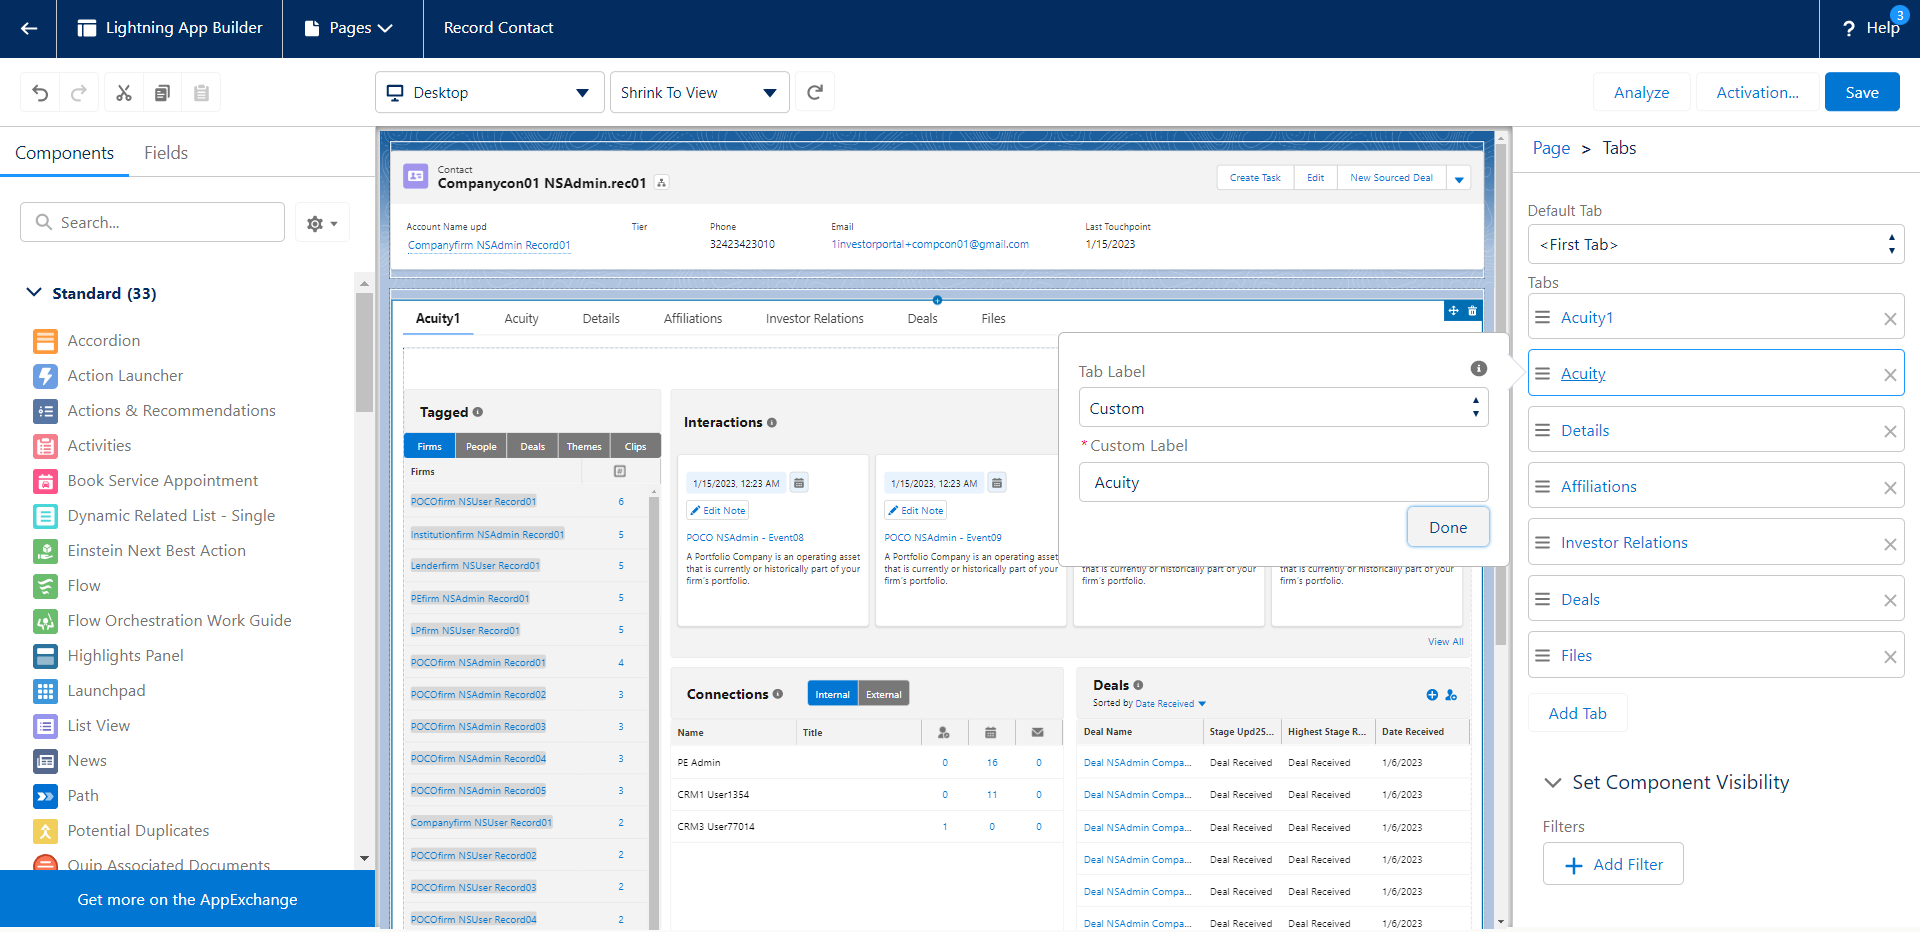 Lightning App Builder
Pages
Record Contact
3
? Help
Desktop
Shrink To View
Analyze
Activation...
Save
Components
Fields
Search...
Standard (33)
Accordion
Action Launcher
Actions & Recommendations
Activities
Book Service Appointment
Dynamic Related List - Single
Einstein Next Best Action
Flow
Flow Orchestration Work Guide
Highlights Panel
Launchpad
List View
News
Path
Potential Duplicates
Quip Associated Documents
Get more on the AppExchange
Contact
Companycon01 NSAdmin.rec01
Create Task
Edit
New Sourced Deal
Account Name upd
Companyfirm NSAdmin Record01
Tier
Phone
32423423010
Email
1investorportal+compcon01@gmail.com
Last Touchpoint
1/15/2023
Acuity1
Acuity
Details
Affiliations
Investor Relations
Deals
Files
Tagged
Firms
People
Deals
Themes
Clips
Firms
POCOfirm NSUser Record01 6
Institutionfirm NSAdmin Record01 5
Lenderfirm NSUser Record01 5
PEfirm NSAdmin Record01 5
LPfirm NSUser Record01 5
POCOfirm NSAdmin Record01 4
POCOfirm NSAdmin Record02 3
POCOfirm NSAdmin Record03 3
POCOfirm NSAdmin Record04 3
POCOfirm NSAdmin Record05 3
Companyfirm NSUser Record01 2
POCOfirm NSUser Record02 2
POCOfirm NSUser Record03 2
POCOfirm NSUser Record04 2
Interactions
1/15/2023, 12:23 AM
Edit Note
POCO NSAdmin - Event08
A Portfolio Company is an operating asset
that is currently or historically part of your
firm's portfolio.
1/15/2023, 12:23 AM
Edit Note
POCO NSAdmin - Event09
A Portfolio Company is an operating asset
that is currently or historically part of your
firm's portfolio.
that is currently or historically part of your
firm's portfolio.
that is currently or historically part of your
firm's portfolio.
View All
Connections
Internal
External
Name
Title
PE Admin 0 16 0
CRM1 User1354 0 11 0
CRM3 User77014 1 0 0
Deals
Sorted by Date Received
Deal Name Stage Upd2S... Highest Stage R... Date Received
Deal NSAdmin Compa... Deal Received Deal Received 1/6/2023
Deal NSAdmin Compa... Deal Received Deal Received 1/6/2023
Deal NSAdmin Compa... Deal Received Deal Received 1/6/2023
Deal NSAdmin Compa... Deal Received Deal Received 1/6/2023
Deal NSAdmin Compa... Deal Received Deal Received 1/6/2023
Deal NSAdmin Compa... Deal Received Deal Received 1/6/2023
Tab Label
Custom
* Custom Label
Acuity
Done
Page > Tabs
Default Tab
<First Tab>
Tabs
Acuity1
Acuity
Details
Affiliations
Investor Relations
Deals
Files
Add Tab
Set Component Visibility
Filters
Add Filter